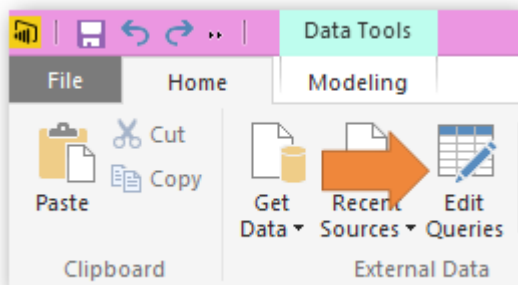 Data Tools
File Home Modeling
Cut
Copy
Paste
Get Data
Recent Sources
Edit Queries
Clipboard
External Data